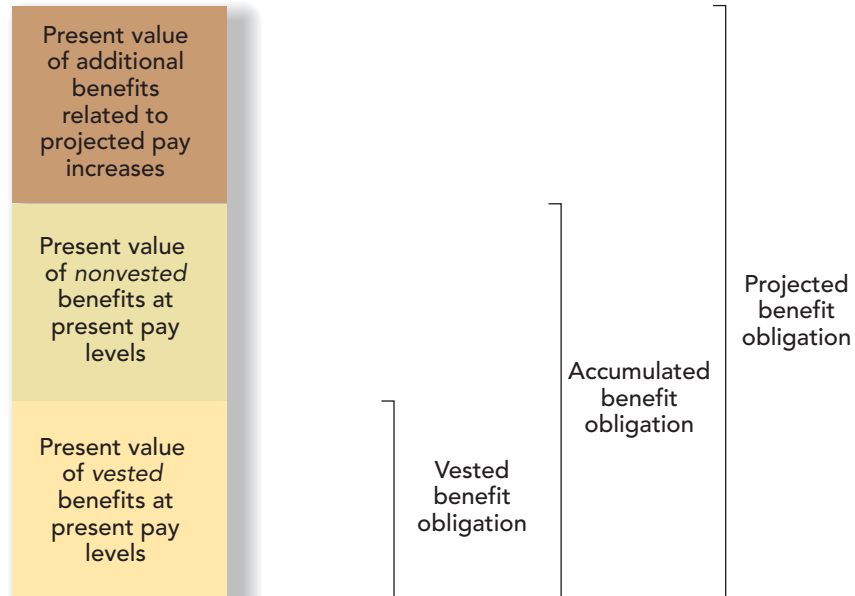 Present value
of additional
benefits
related to
projected pay
increases
Present value
of nonvested
benefits at
present pay
levels
Present value
of vested
benefits at
present pay
levels
Vested
benefit
obligation
Accumulated
benefit
obligation
Projected
benefit
obligation